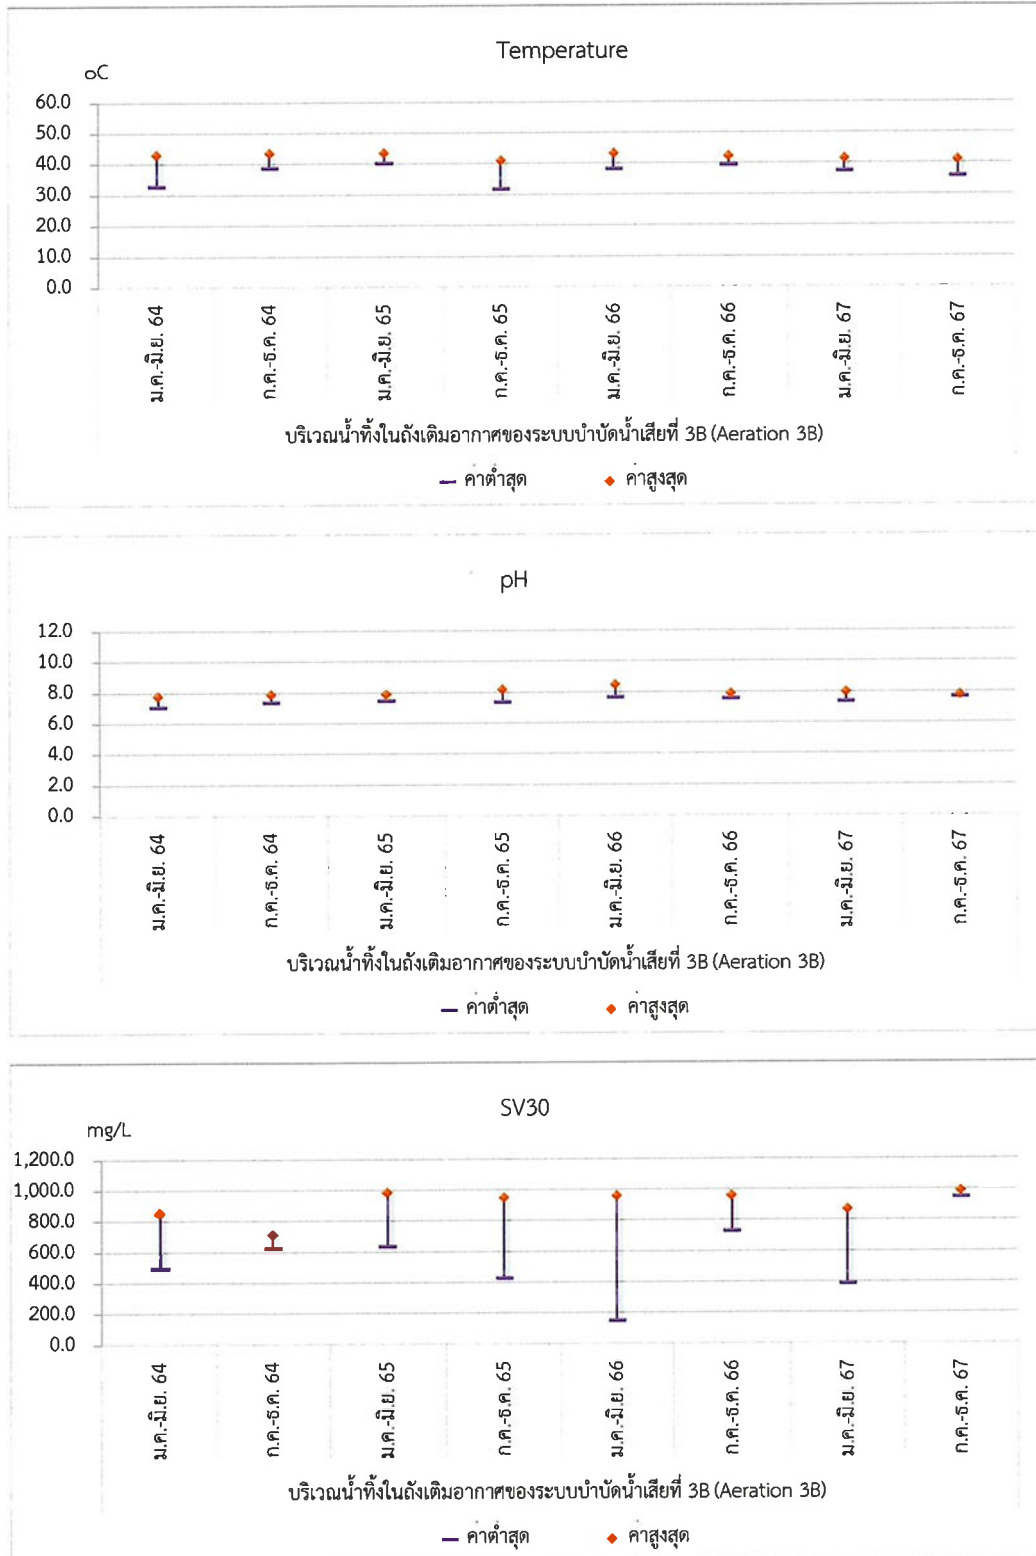 Temperature
oC
60.0
50.0
40.0
30.0
20.0
10.0
0.0
ม.ค.-มิ.ย. 64
ก.ค.-ธ.ค. 64
ม.ค.-มิ.ย. 65
ก.ค.-ธ.ค. 65
ม.ค.-มิ.ย. 66
ก.ค.-ธ.ค. 66
ม.ค.-มิ.ย. 67
ก.ค.-ธ.ค. 67
บริเวณน้ำทิ้งในถังเติมอากาศของระบบบำบัดน้ำเสียที่ 3B (Aeration 3B)
ค่าต่ำสุด ค่าสูงสุด
pH
12.0
10.0
8.0
6.0
4.0
2.0
0.0
ม.ค.-มิ.ย. 64
ก.ค.-ธ.ค. 64
ม.ค.-มิ.ย. 65
ก.ค.-ธ.ค. 65
ม.ค.-มิ.ย. 66
ก.ค.-ธ.ค. 66
ม.ค.-มิ.ย. 67
ก.ค.-ธ.ค. 67
บริเวณน้ำทิ้งในถังเติมอากาศของระบบบำบัดน้ำเสียที่ 3B (Aeration 3B)
ค่าต่ำสุด ค่าสูงสุด
SV30
mg/L
1,200.0
1,000.0
800.0
600.0
400.0
200.0
0.0
ม.ค.-มิ.ย. 64
ก.ค.-ธ.ค. 64
ม.ค.-มิ.ย. 65
ก.ค.-ธ.ค. 65
ม.ค.-มิ.ย. 66
ก.ค.-ธ.ค. 66
ม.ค.-มิ.ย. 67
ก.ค.-ธ.ค. 67
บริเวณน้ำทิ้งในถังเติมอากาศของระบบบำบัดน้ำเสียที่ 3B (Aeration 3B)
ค่าต่ำสุด ค่าสูงสุด